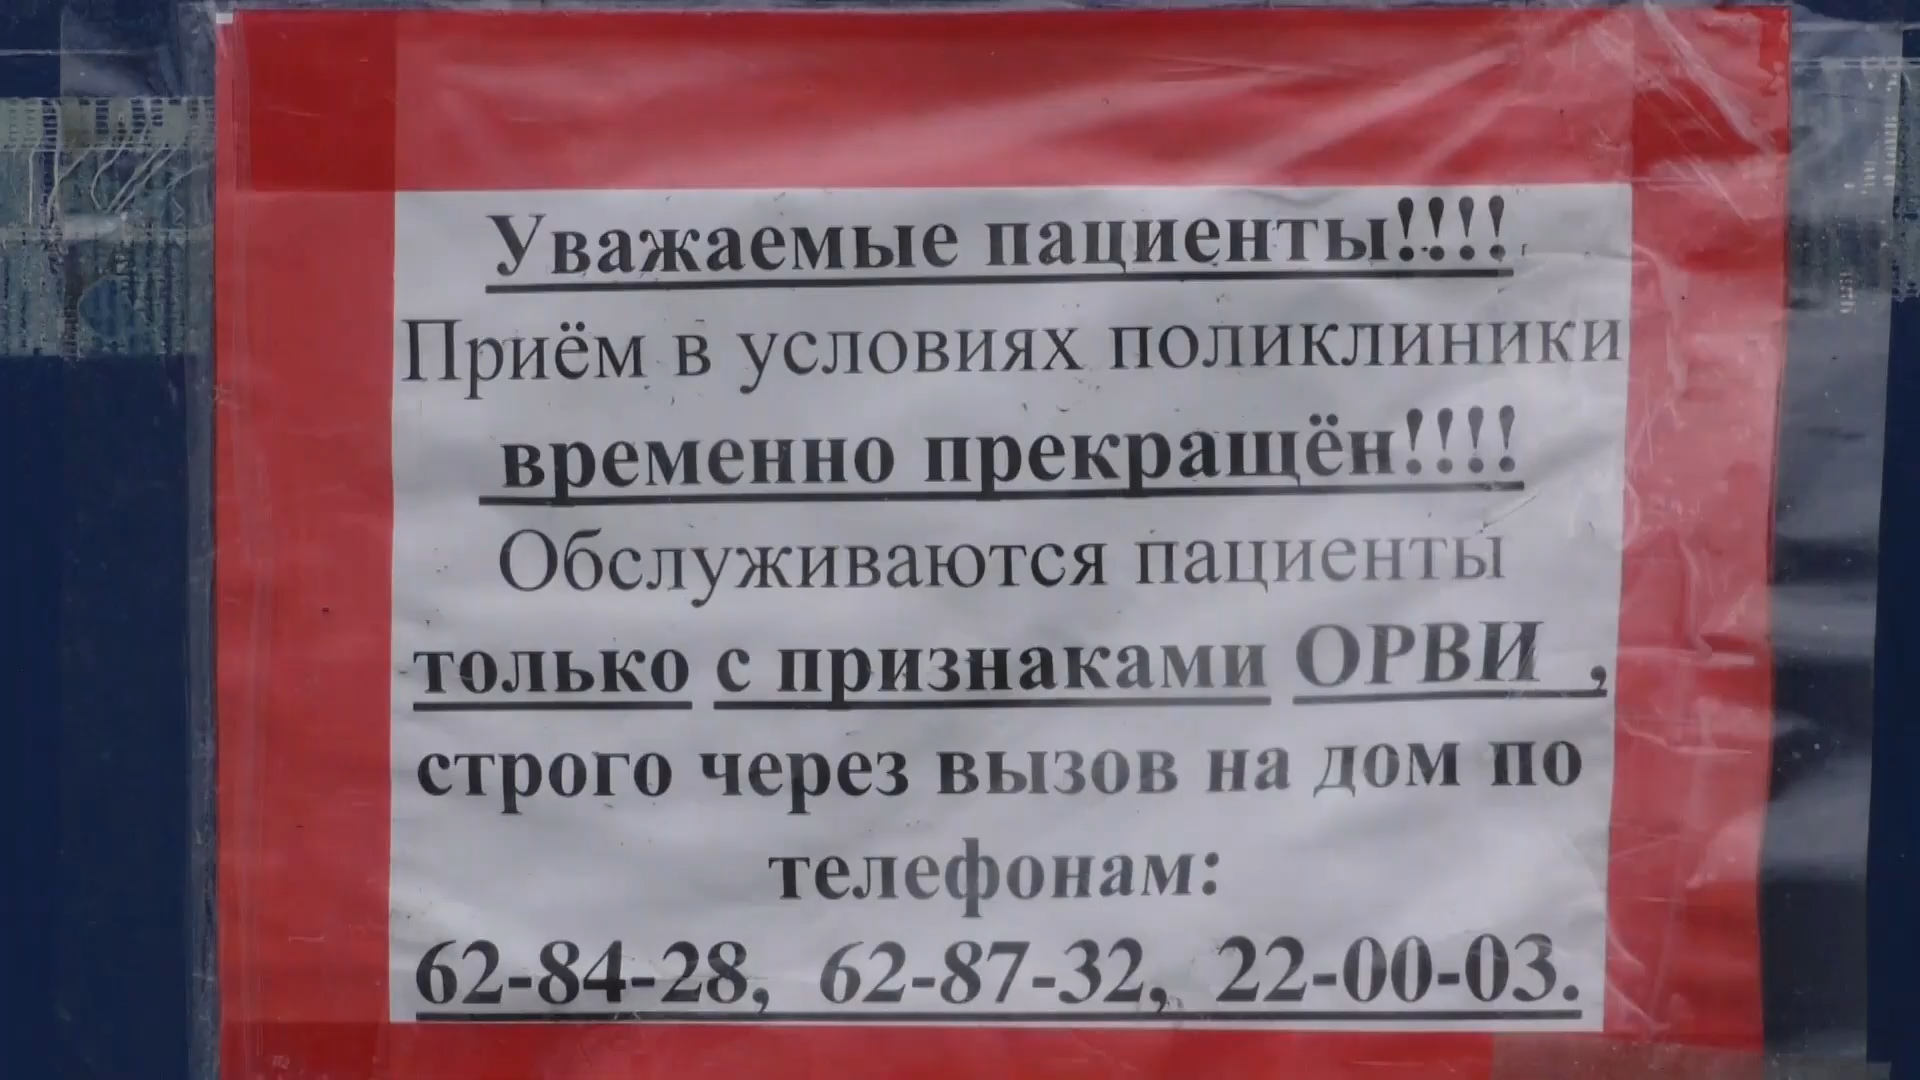 Уважаемые пациенты!!!!
Приём в условиях поликлиники
временно прекращён!!!!
Обслуживаются пациенты
только с признаками ОРВИ ,
строго через вызов на дом по
телефонам:
62-84-28, 62-87-32, 22-00-03.